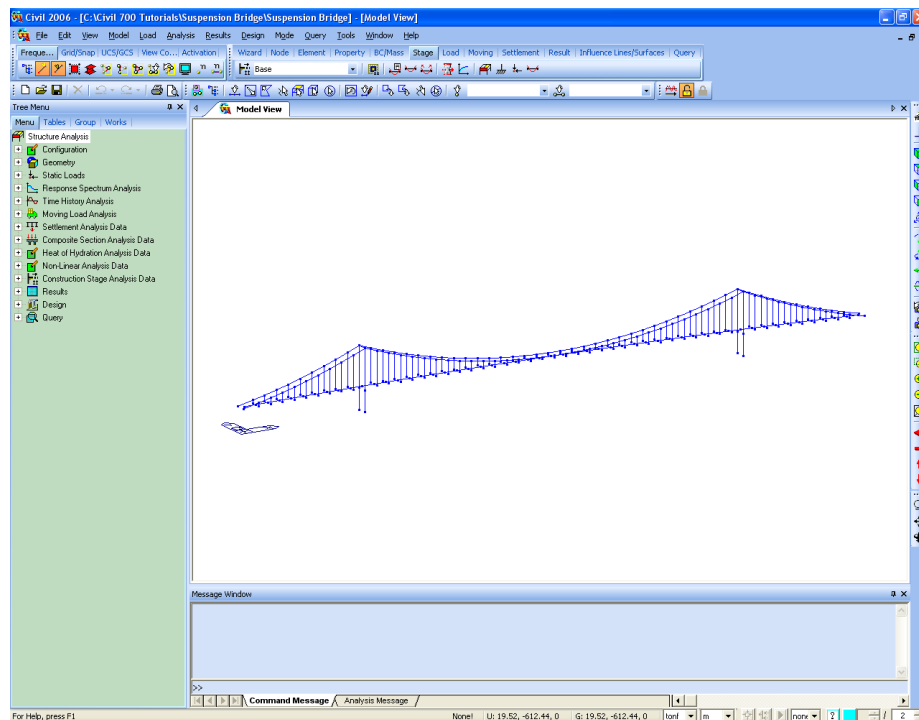 Civil 2006 - [C:\Civil 700 Tutorials\Suspension Bridge\Suspension Bridge] - [Model View]
File Edit View Model Load Analysis Results Design Mode Query Tools Window Help
Freque... Grid/Snap UCS/GCS View Co... Activation Wizard Node Element Property BC/Mass Stage Load Moving Settlement Result Influence Lines/Surfaces Query
Base
Tree Menu
Model View
Menu Tables Group Works
Structure Analysis
Configuration
Geometry
Static Loads
Response Spectrum Analysis
Time History Analysis
Moving Load Analysis
Settlement Analysis Data
Composite Section Analysis Data
Heat of Hydration Analysis Data
Non-Linear Analysis Data
Construction Stage Analysis Data
Results
Design
Query
Message Window
>>
Command Message Analysis Message
For Help, press F1 None! U: 19.52, -612.44, 0 G: 19.52, -612.44, 0 tonf m none ? / 2